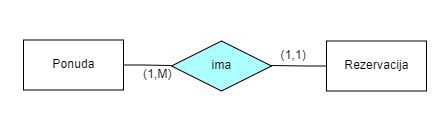 Ponuda
(1,M)
ima
(1,1)
Rezervacija